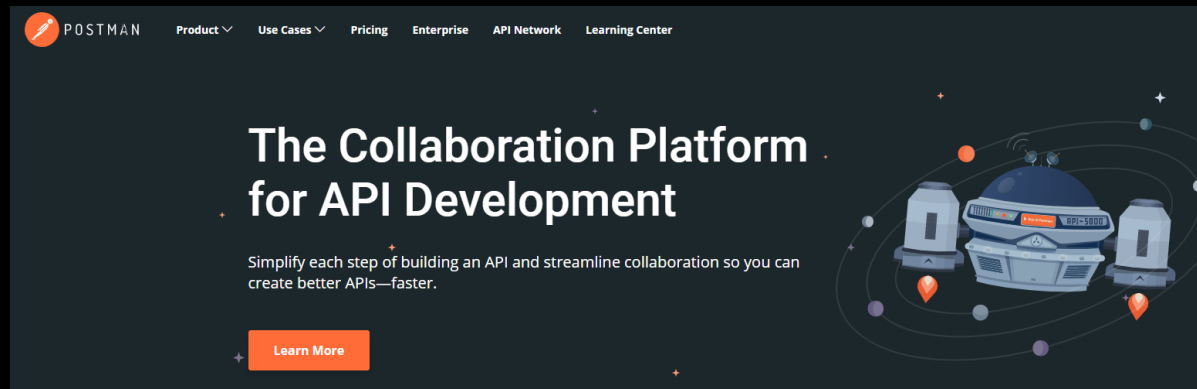 POSTMAN Product Use Cases Pricing Enterprise API Network Learning Center
The Collaboration Platform
for API Development
Simplify each step of building an API and streamline collaboration so you can
create better APIs—faster.
Learn More
API-5000